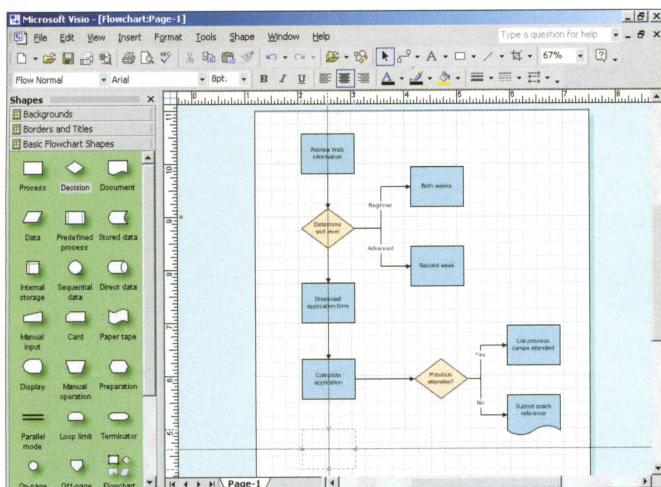 Microsoft Visio - [Flowchart:Page-1]
File Edit View Insert Format Tools Shape Window Help
Type a question for help
67%
Flow Normal
Arial
8pt.
B I U
Shapes
Backgrounds
Borders and Titles
Basic Flowchart Shapes
Process Decision Document
Data Predefined process Stored data
Internal storage Sequential data Direct data
Manual input Card Paper tape
Display Manual operation Preparation
Parallel mode Loop limit Terminator
On-page Off-page Flowchart
Review Web
information
Both weeks
Beginner
Determine
skill level
Advanced
Second week
Download
application form
Complete
application
Previous
attendee?
Yes
List previous
camps attended
No
Submit coach
reference
Page-1